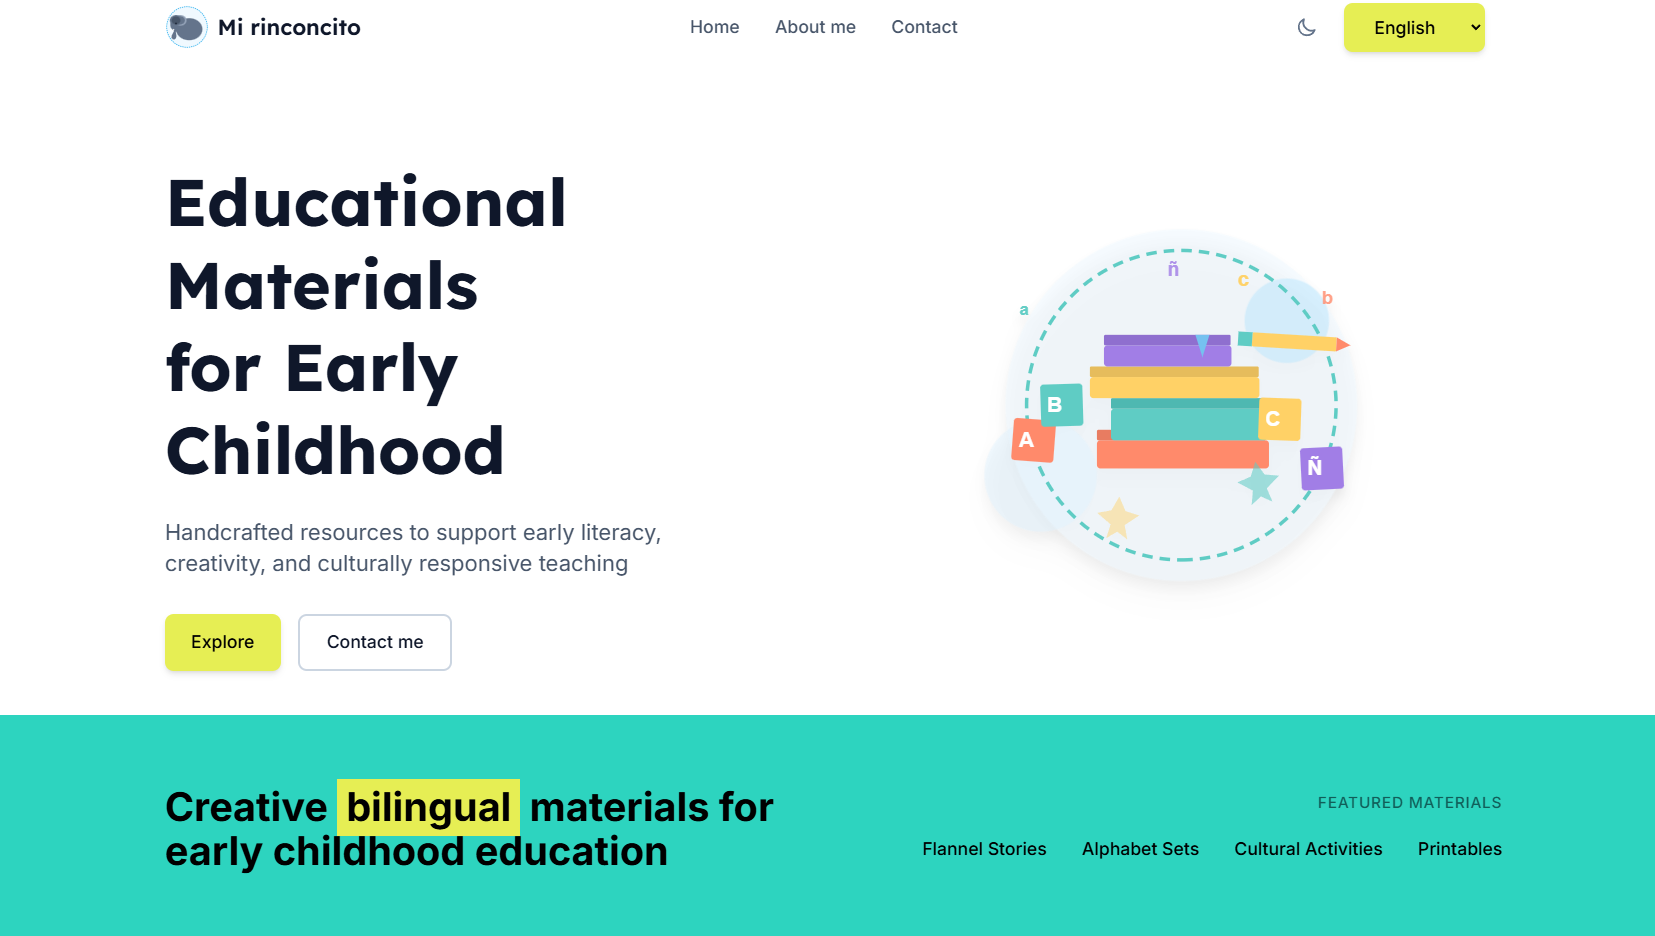 Mi rinconcito
Home About me Contact
English
Educational
Materials
for Early
Childhood
Handcrafted resources to support early literacy,
creativity, and culturally responsive teaching
Explore Contact me
ñ
c
b
a
B
A
C
Ñ
Creative bilingual materials for
early childhood education
FEATURED MATERIALS
Flannel Stories Alphabet Sets Cultural Activities Printables